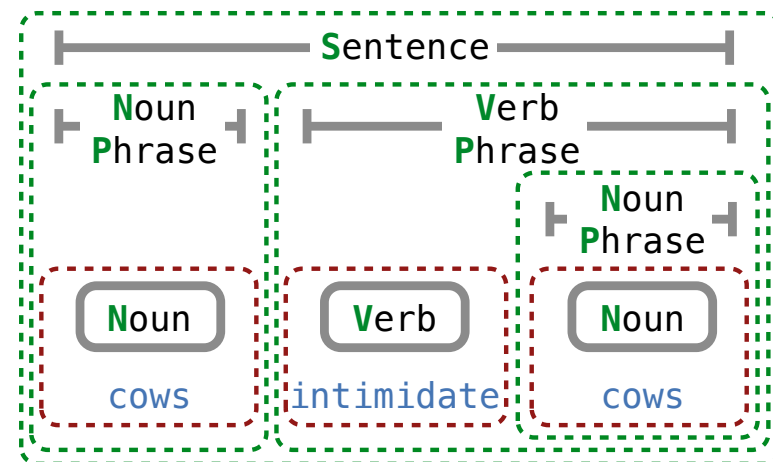 Sentence
Noun
Phrase
Verb
Phrase
Noun
Phrase
Noun
Verb
Noun
cows
intimidate
cows